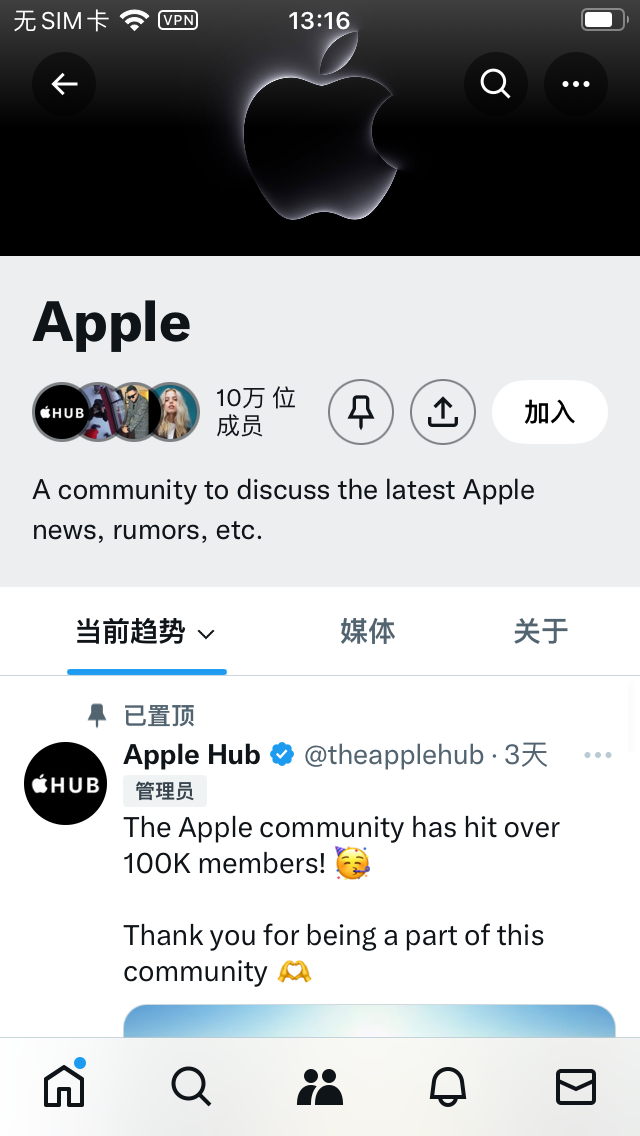 无SIM卡 VPN 13:16
Apple
HUB
10万 位
成员
加入
A community to discuss the latest Apple
news, rumors, etc.
当前趋势 媒体 关于
已置顶
Apple Hub @theapplehub · 3天
HUB
管理员
The Apple community has hit over
100K members! 🥳
Thank you for being a part of this
community 🫶